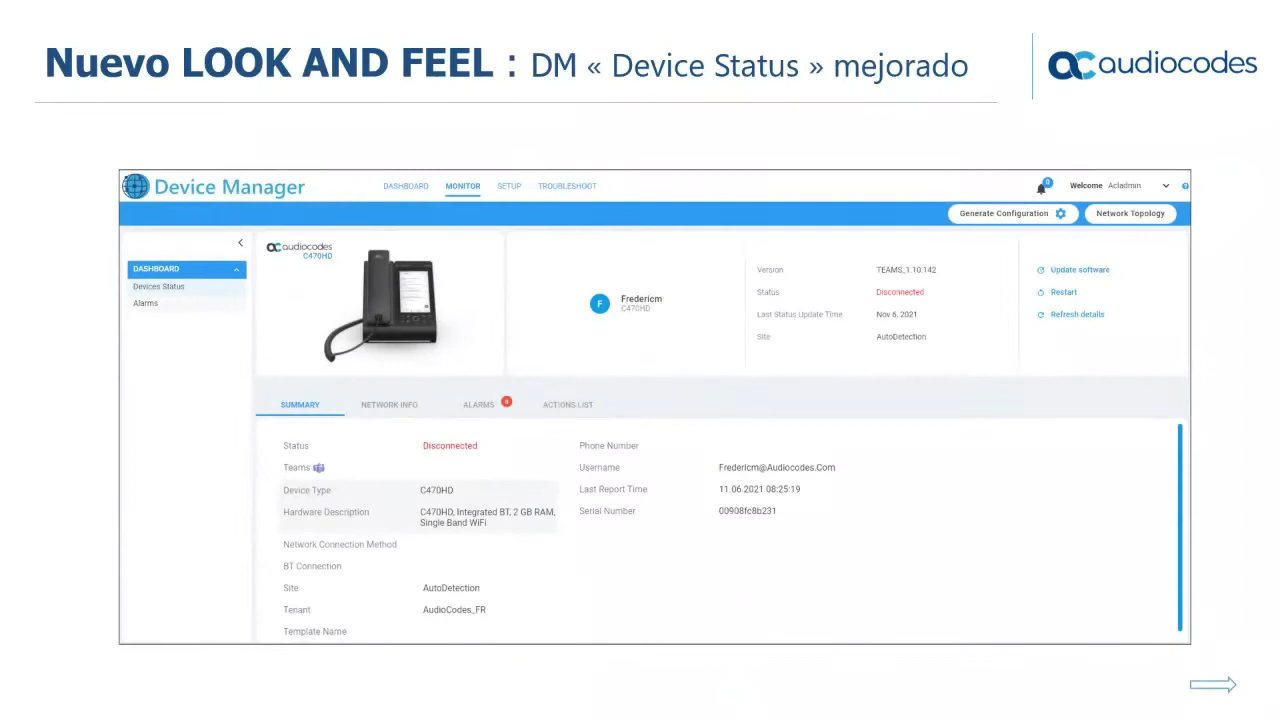 Nuevo LOOK AND FEEL : DM « Device Status » mejorado
audiocodes
Device Manager
DASHBOARD MONITOR SETUP TROUBLESHOOT
0
Welcome Acladmin
Generate Configuration
Network Topology
DASHBOARD
Devices Status
Alarms
audiocodes
C470HD
F
Fredericm
C470HD
Version TEAMS_1.10.142
Status Disconnected
Last Status Update Time Nov 6, 2021
Site AutoDetection
Update software
Restart
Refresh details
SUMMARY NETWORK INFO ALARMS ACTIONS LIST
Status Disconnected
Teams
Device Type C470HD
Hardware Description C470HD, Integrated BT, 2 GB RAM,
Single Band WiFi
Network Connection Method
BT Connection
Site AutoDetection
Tenant AudioCodes_FR
Template Name
Phone Number
Username Fredericm@Audiocodes.Com
Last Report Time 11.06.2021 08:25:19
Serial Number 00908fc8b231